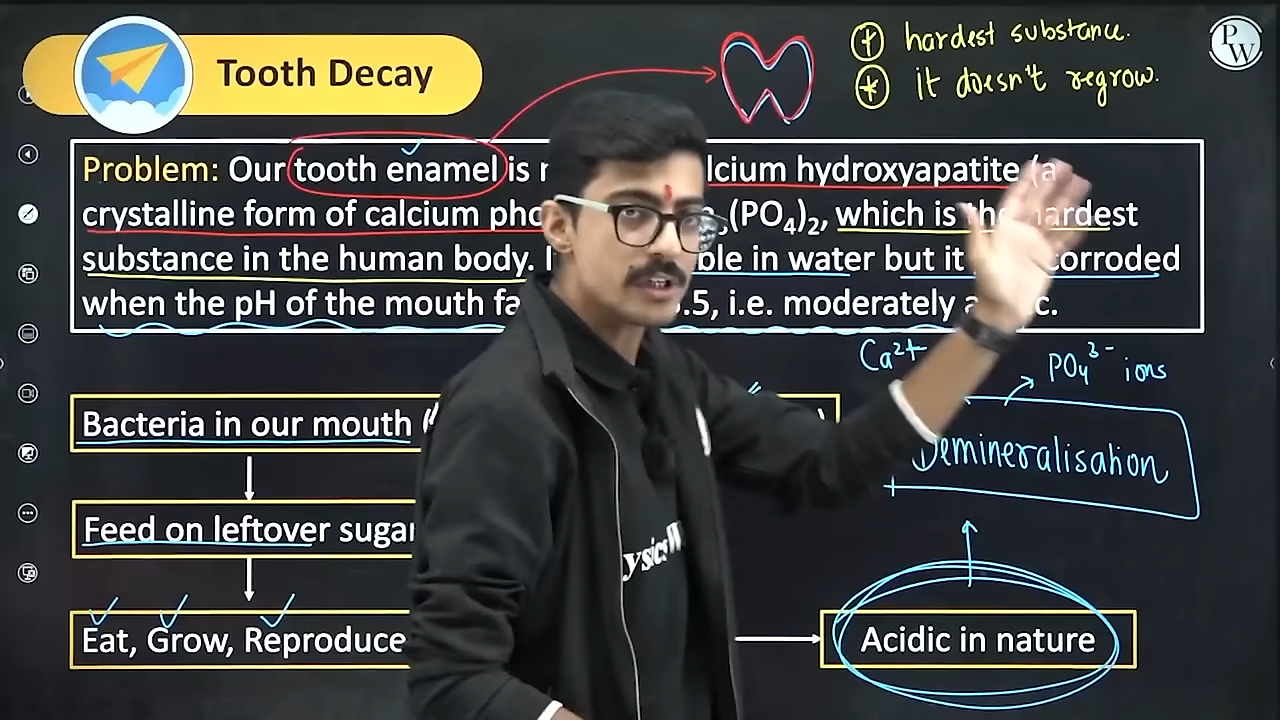 Tooth Decay
* hardest substance.
* it doesn't regrow.
P
W
Problem: Our tooth enamel is lcium hydroxyapatite (a
crystalline form of calcium pho (PO₄)₂, which is the hardest
substance in the human body. I ble in water but it corroded
when the pH of the mouth fa .5, i.e. moderately a c.
Ca²⁺ PO₄³⁻ ions
Bacteria in our mouth (
Demineralisation
Feed on leftover sugar
Eat, Grow, Reproduce
Acidic in nature
ysicsW